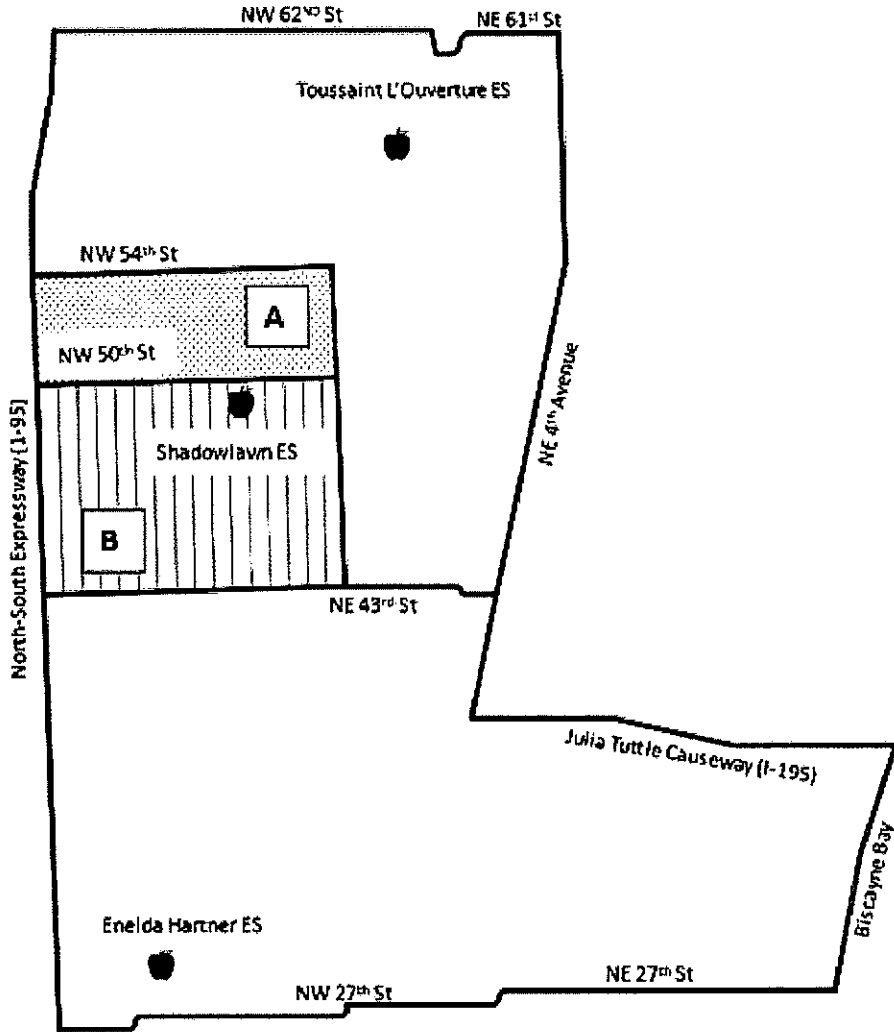 NW 62ND St
NE 61st St
Toussaint L'Ouverture ES
NW 54th St
A
NW 50th St
NE 4th Avenue
Shadowlawn ES
North-South Expressway (I-95)
B
NE 43rd St
Julia Tuttle Causeway (I-195)
Biscayne Bay
Eneida Hartner ES
NE 27th St
NW 27th St